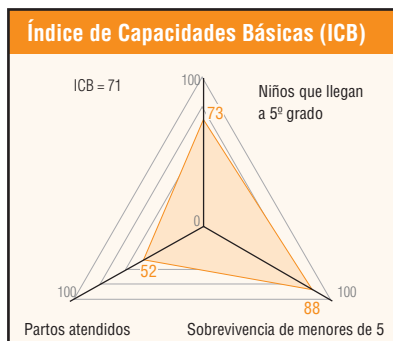 Índice de Capacidades Básicas (ICB)
ICB = 71
100
Niños que llegan
a 5º grado
73
0
52
100
88
100
Partos atendidos
Sobrevivencia de menores de 5